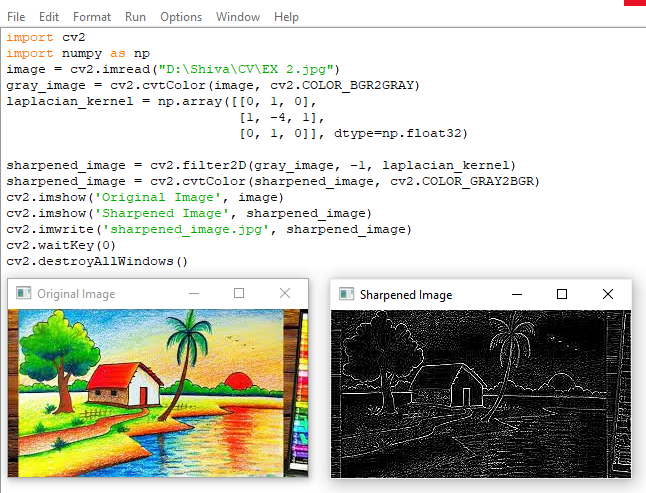 File Edit Format Run Options Window Help
import cv2
import numpy as np
image = cv2.imread("D:\Shiva\CV\EX 2.jpg")
gray_image = cv2.cvtColor(image, cv2.COLOR_BGR2GRAY)
laplacian_kernel = np.array([[0, 1, 0],
                             [1, -4, 1],
                             [0, 1, 0]], dtype=np.float32)
sharpened_image = cv2.filter2D(gray_image, -1, laplacian_kernel)
sharpened_image = cv2.cvtColor(sharpened_image, cv2.COLOR_GRAY2BGR)
cv2.imshow('Original Image', image)
cv2.imshow('Sharpened Image', sharpened_image)
cv2.imwrite('sharpened_image.jpg', sharpened_image)
cv2.waitKey(0)
cv2.destroyAllWindows()
Original Image
Sharpened Image